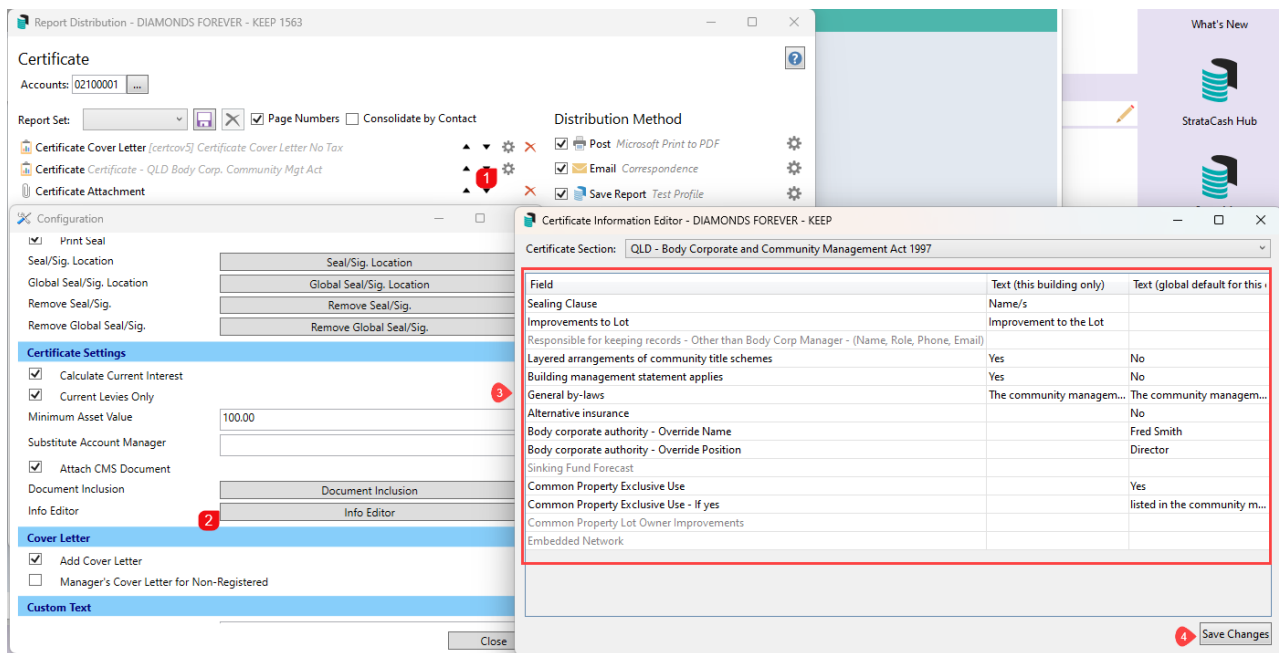 Report Distribution - DIAMONDS FOREVER - KEEP 1563
Certificate
Accounts: 02100001 ...
Report Set: Page Numbers Consolidate by Contact
Certificate Cover Letter [certcov5] Certificate Cover Letter No Tax
Certificate Certificate - QLD Body Corp. Community Mgt Act
1
Certificate Attachment
Distribution Method
Post Microsoft Print to PDF
Email Correspondence
Save Report Test Profile
What's New
StrataCash Hub
Configuration
Print Seal
Seal/Sig. Location Seal/Sig. Location
Global Seal/Sig. Location Global Seal/Sig. Location
Remove Seal/Sig. Remove Seal/Sig.
Remove Global Seal/Sig. Remove Global Seal/Sig.
Certificate Settings
Calculate Current Interest
Current Levies Only
Minimum Asset Value 100.00
Substitute Account Manager
Attach CMS Document
Document Inclusion Document Inclusion
Info Editor Info Editor
2
Cover Letter
Add Cover Letter
Manager's Cover Letter for Non-Registered
Custom Text
Close
Certificate Information Editor - DIAMONDS FOREVER - KEEP
Certificate Section: QLD - Body Corporate and Community Management Act 1997
Field Text (this building only) Text (global default for this
Sealing Clause Name/s
Improvements to Lot Improvement to the Lot
Responsible for keeping records - Other than Body Corp Manager - (Name, Role, Phone, Email)
Layered arrangements of community title schemes Yes No
Building management statement applies Yes No
3
General by-laws The community managem... The community managem...
Alternative insurance No
Body corporate authority - Override Name Fred Smith
Body corporate authority - Override Position Director
Sinking Fund Forecast
Common Property Exclusive Use Yes
Common Property Exclusive Use - If yes listed in the community m...
Common Property Lot Owner Improvements
Embedded Network
4
Save Changes